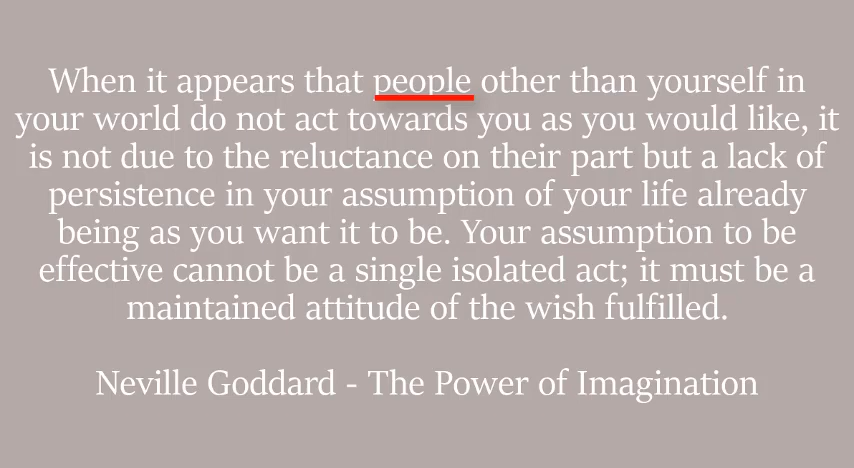 When it appears that people other than yourself in
your world do not act towards you as you would like, it
is not due to the reluctance on their part but a lack of
persistence in your assumption of your life already
being as you want it to be. Your assumption to be
effective cannot be a single isolated act; it must be a
maintained attitude of the wish fulfilled.
Neville Goddard - The Power of Imagination